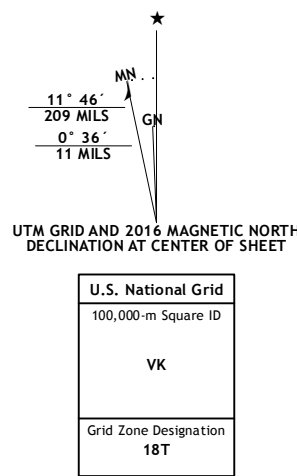 ★
MN
11° 46´
209 MILS
GN
0° 36´
11 MILS
UTM GRID AND 2016 MAGNETIC NORTH
DECLINATION AT CENTER OF SHEET
U.S. National Grid
100,000-m Square ID
VK
Grid Zone Designation
18T